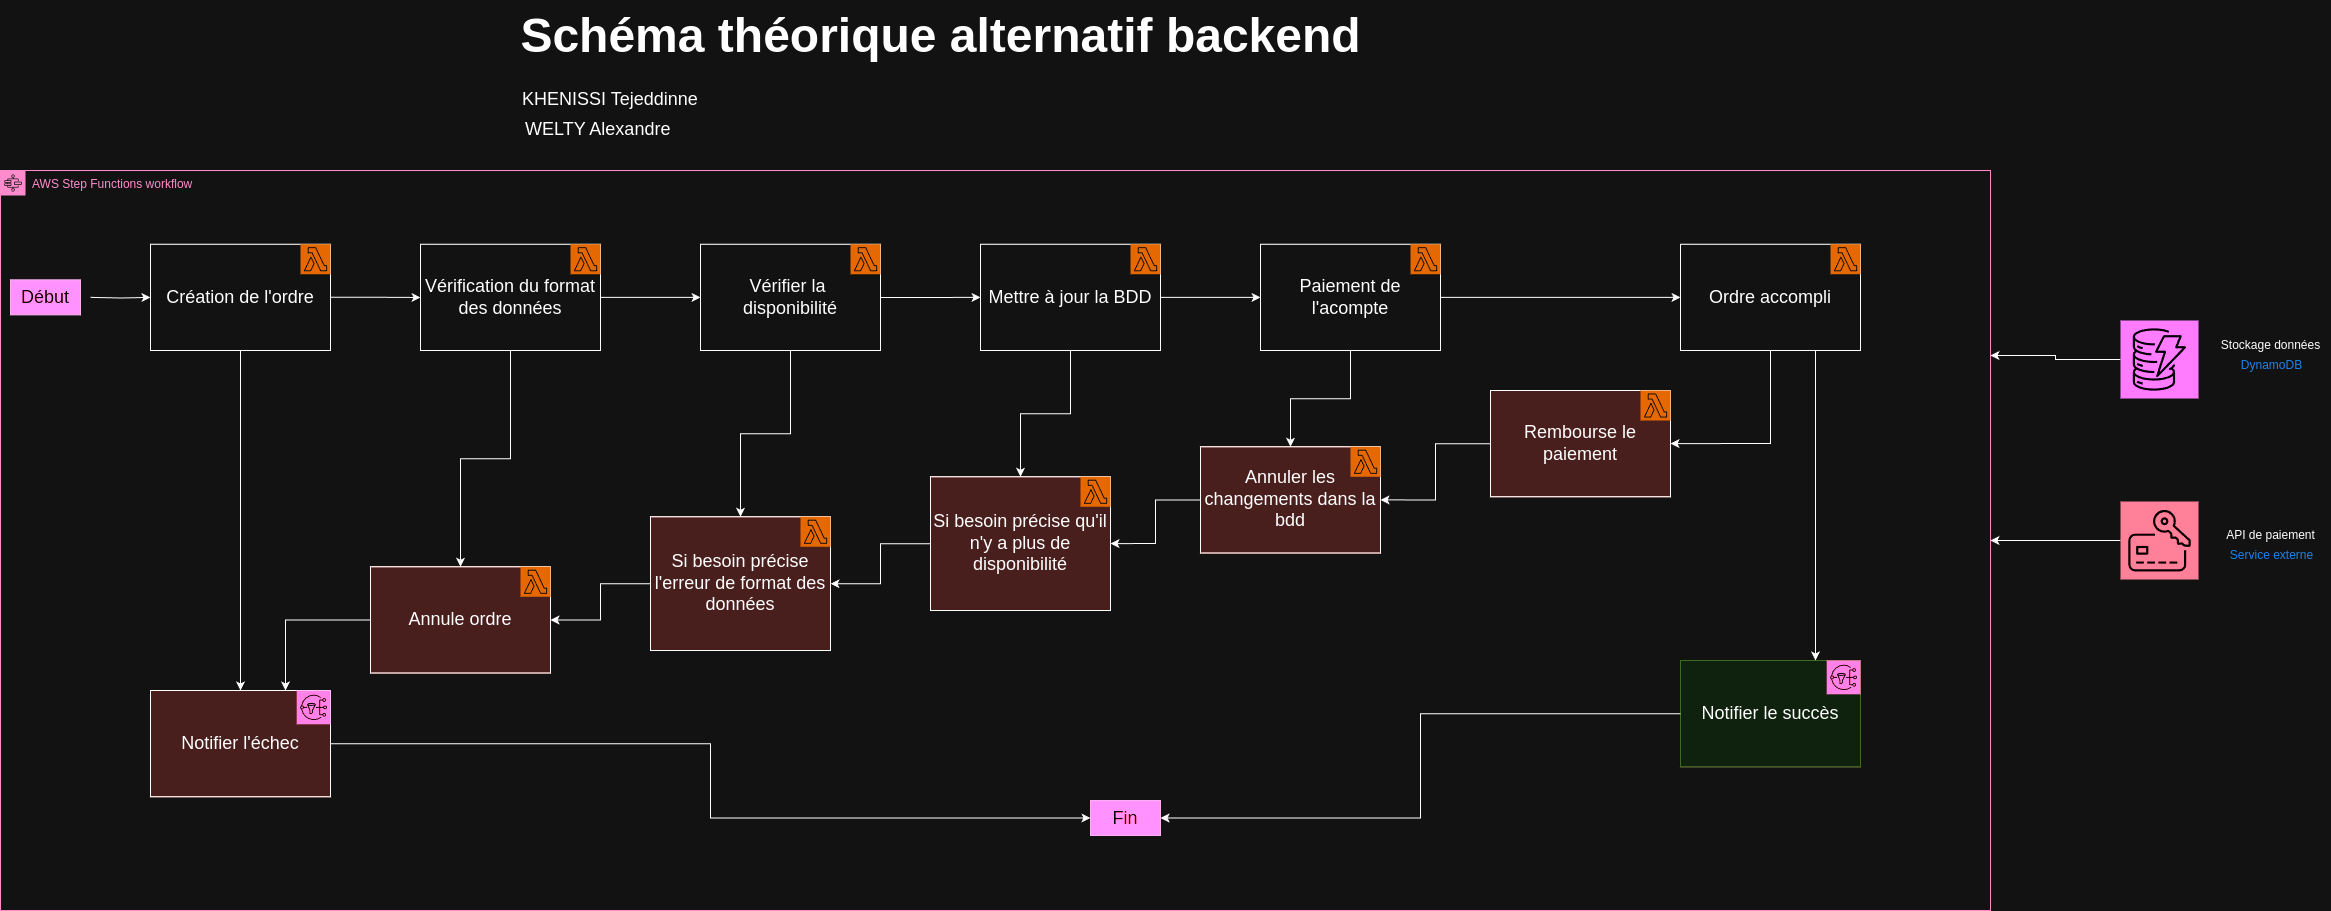 Schéma théorique alternatif backend
KHENISSI Tejeddinne
WELTY Alexandre
AWS Step Functions workflow
Début
Création de l'ordre
Vérification du format
des données
Vérifier la
disponibilité
Mettre à jour la BDD
Paiement de
l'acompte
Ordre accompli
Stockage données
DynamoDB
Rembourse le
paiement
Annuler les
changements dans la
bdd
Si besoin précise qu'il
n'y a plus de
disponibilité
Si besoin précise
l'erreur de format des
données
Annule ordre
API de paiement
Service externe
Notifier l'échec
Notifier le succès
Fin